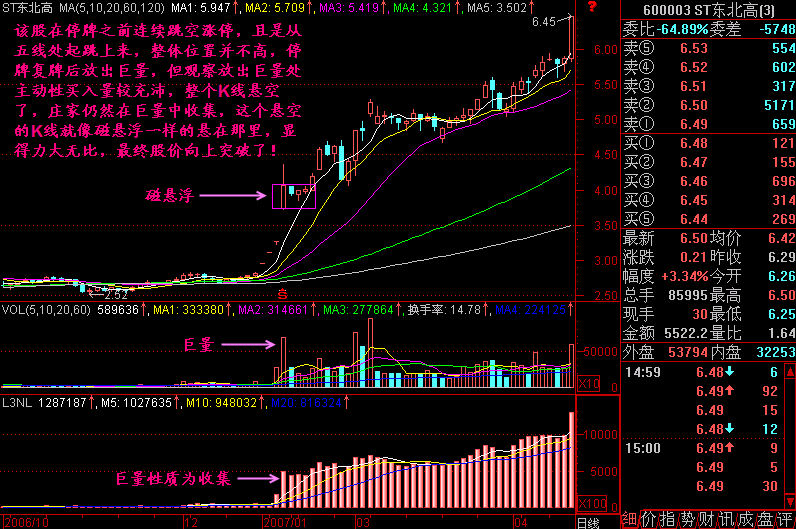 ST东北高 MA(5,10,20,60,120) MA1: 5.947↑, MA2: 5.709↑, MA3: 5.419↑, MA4: 4.321↑, MA5: 3.502↑
6.45
该股在停牌之前连续跳空涨停，且是从
五线处起跳上来，整体位置并不高，停
牌复牌后放出巨量，但观察放出巨量处
主动性买入量较充沛，整个K线悬空
了，庄家仍然在巨量中收集，这个悬空
的K线就像磁悬浮一样的悬在那里，显
得力大无比，最终股价向上突破了！
磁悬浮
2.52
6.00
5.50
5.00
4.50
4.00
3.50
3.00
2.50
VOL(5,10,20,60) 589636↑, MA1: 333380↑, MA2: 314661↑, MA3: 277864↑, 换手率: 14.78↑, MA4: 224125↑
巨量
50000
X10
L3NL 1287187↑, M5: 1027635↑, M10: 948032↑, M20: 816324↑
巨量性质为收集
10000
5000
X100
2006/10
12
2007/01
03
04
日线
?
600003 ST东北高(3)
委比 -64.89% 委差 -5748
卖⑤ 6.53 554
卖④ 6.52 602
卖③ 6.51 317
卖② 6.50 5171
卖① 6.49 659
买① 6.48 121
买② 6.47 155
买③ 6.46 696
买④ 6.45 314
买⑤ 6.44 269
最新 6.50 均价 6.42
涨跌 0.21 昨收 6.29
幅度 +3.34% 今开 6.26
总手 85995 最高 6.50
现手 30 最低 6.25
金额 5522.2 量比 1.64
外盘 53794 内盘 32253
14:59 6.48↓ 6
6.49↑ 92
6.49 15
6.48↓ 12
15:00 6.49↑ 9
6.49 5
6.49 30
细 价 指 势 财 讯 成 盘 评